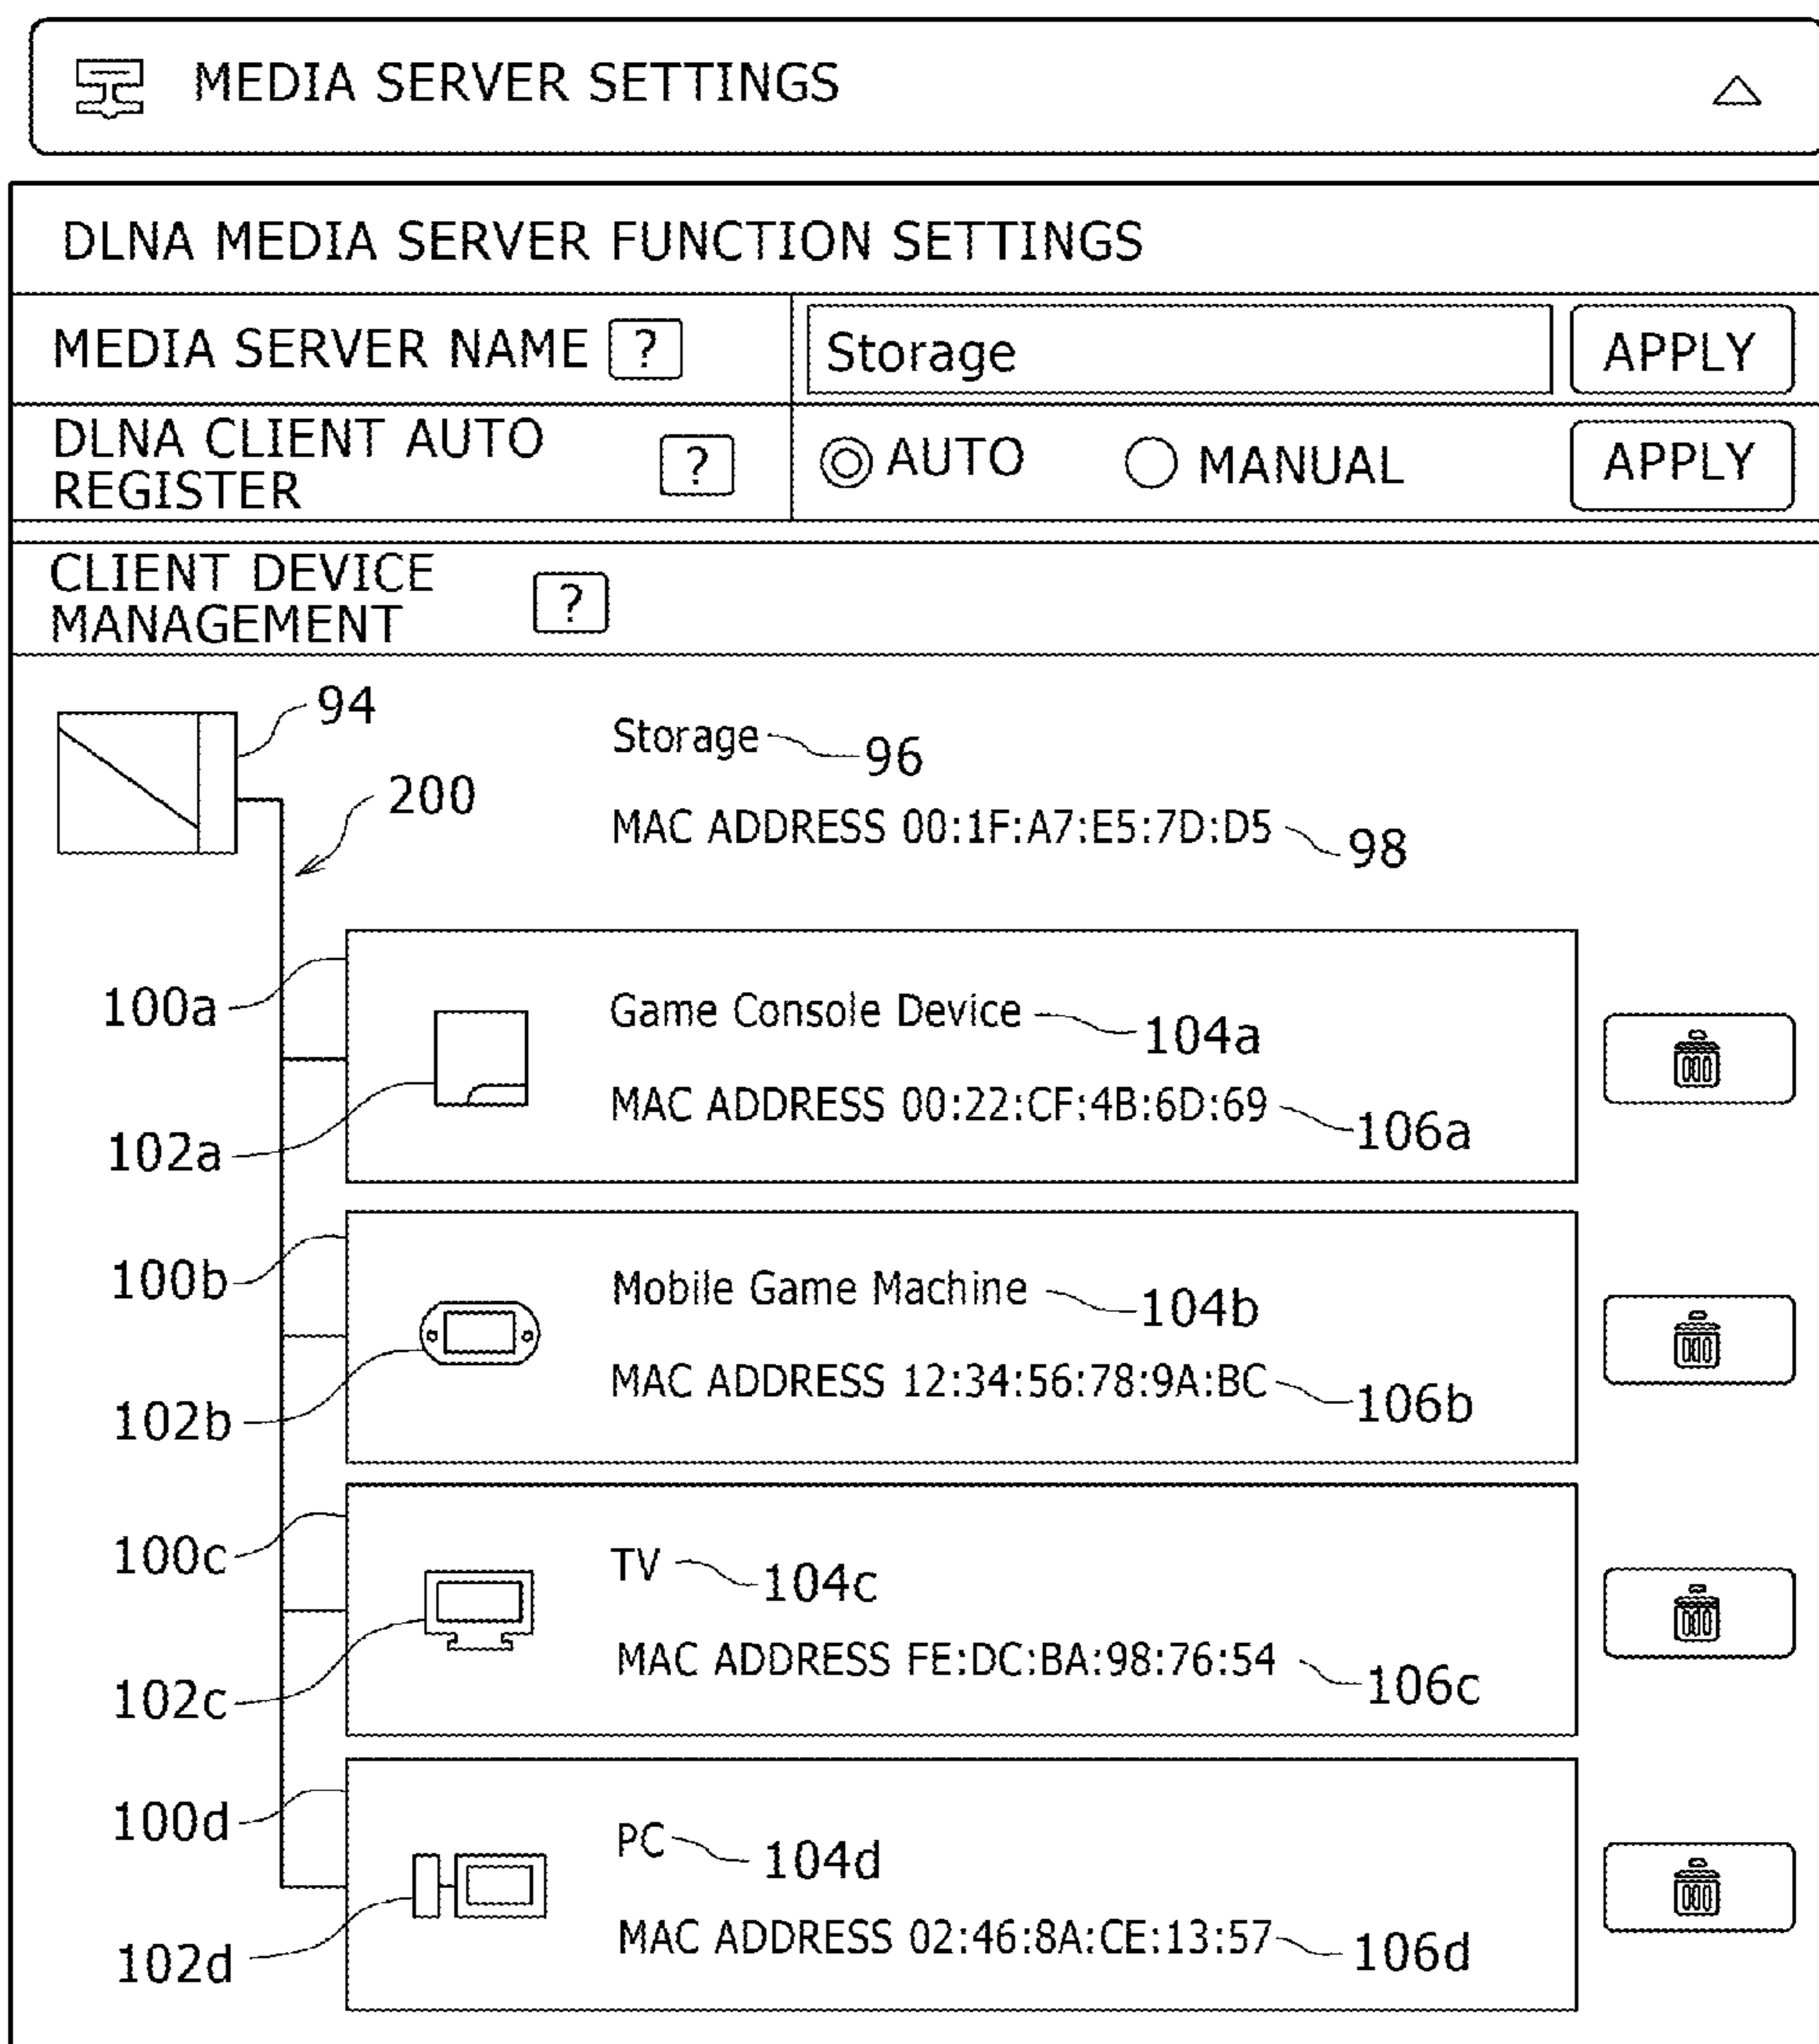 MEDIA SERVER SETTINGS
DLNA MEDIA SERVER FUNCTION SETTINGS
MEDIA SERVER NAME ? Storage APPLY
DLNA CLIENT AUTO
REGISTER ? AUTO MANUAL APPLY
CLIENT DEVICE
MANAGEMENT ?
94
Storage 96
200
MAC ADDRESS 00:1F:A7:E5:7D:D5 98
100a
Game Console Device 104a
MAC ADDRESS 00:22:CF:4B:6D:69 106a
102a
100b
Mobile Game Machine 104b
MAC ADDRESS 12:34:56:78:9A:BC 106b
102b
100c
TV 104c
MAC ADDRESS FE:DC:BA:98:76:54 106c
102c
100d
PC 104d
MAC ADDRESS 02:46:8A:CE:13:57 106d
102d